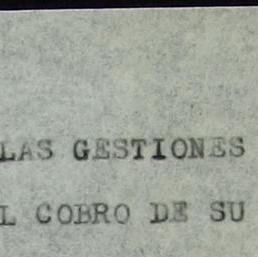 LAS GESTIONES
L COBRO DE SU